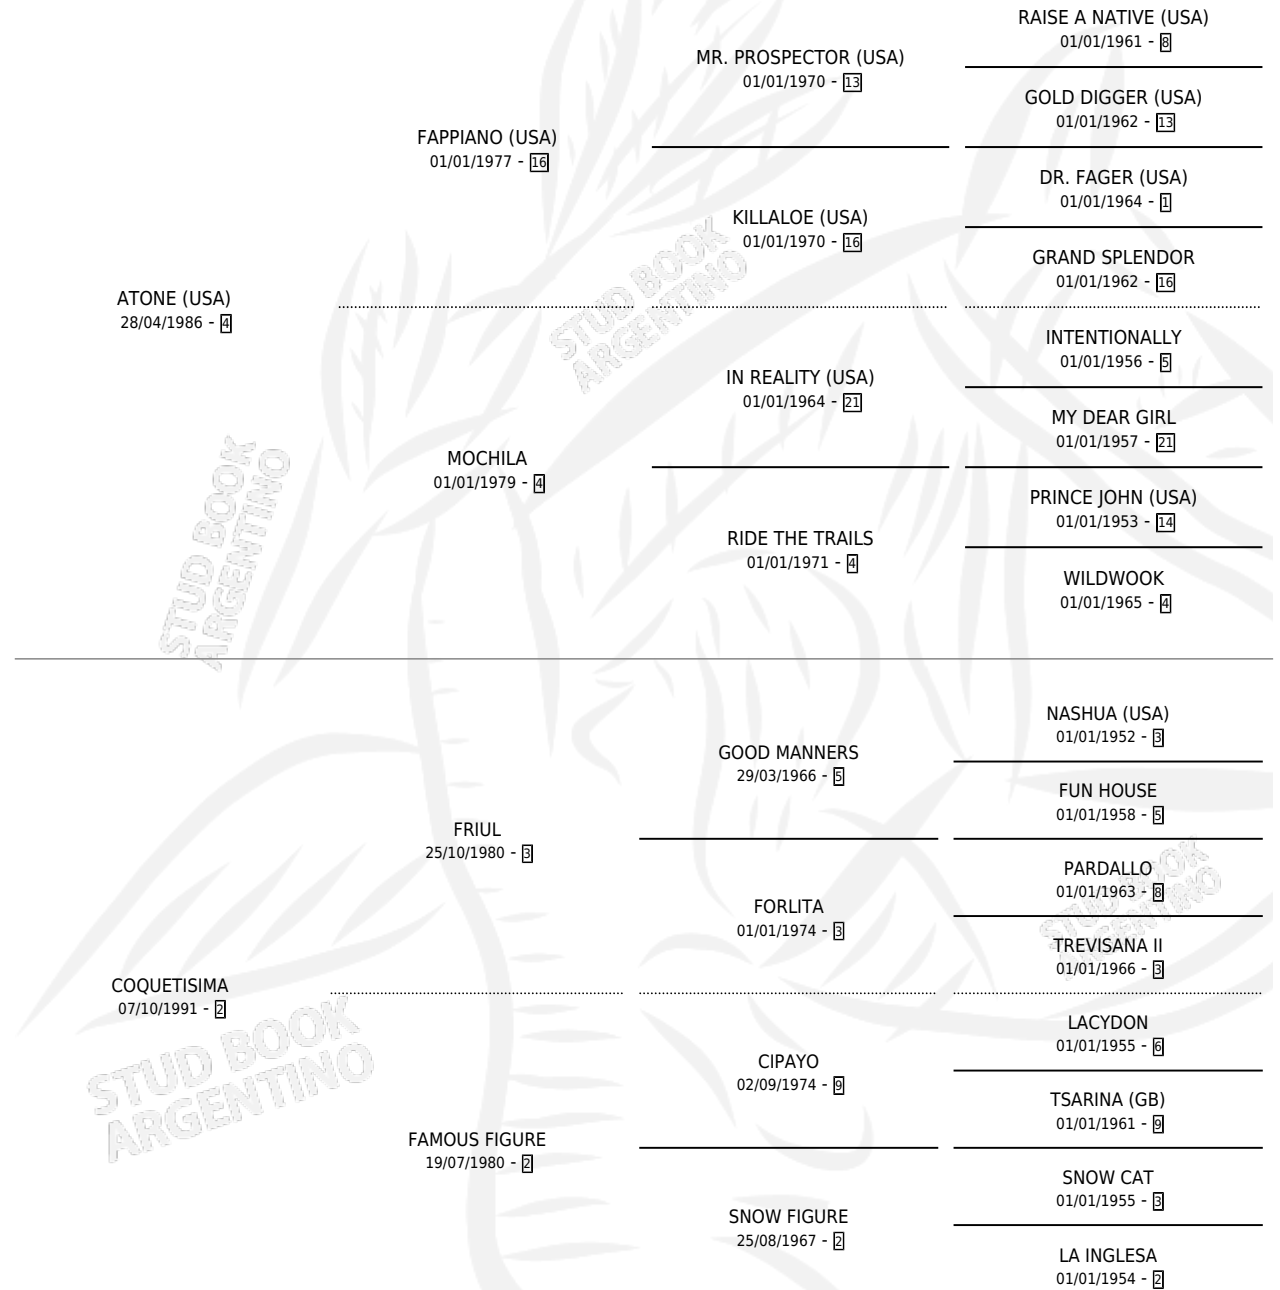 RAISE A NATIVE (USA)
01/01/1961 - 8
MR. PROSPECTOR (USA)
01/01/1970 - 13
GOLD DIGGER (USA)
01/01/1962 - 13
FAPPIANO (USA)
01/01/1977 - 16
DR. FAGER (USA)
01/01/1964 - 1
KILLALOE (USA)
01/01/1970 - 16
GRAND SPLENDOR
01/01/1962 - 16
ATONE (USA)
28/04/1986 - 4
INTENTIONALLY
01/01/1956 - 5
IN REALITY (USA)
01/01/1964 - 21
MY DEAR GIRL
01/01/1957 - 21
MOCHILA
01/01/1979 - 4
PRINCE JOHN (USA)
01/01/1953 - 14
RIDE THE TRAILS
01/01/1971 - 4
WILDWOOK
01/01/1965 - 4
NASHUA (USA)
01/01/1952 - 3
GOOD MANNERS
29/03/1966 - 5
FUN HOUSE
01/01/1958 - 5
FRIUL
25/10/1980 - 3
PARDALLO
01/01/1963 - 8
FORLITA
01/01/1974 - 3
TREVISANA II
01/01/1966 - 3
COQUETISIMA
07/10/1991 - 2
LACYDON
01/01/1955 - 6
CIPAYO
02/09/1974 - 9
TSARINA (GB)
01/01/1961 - 9
FAMOUS FIGURE
19/07/1980 - 2
SNOW CAT
01/01/1955 - 3
SNOW FIGURE
25/08/1967 - 2
LA INGLESA
01/01/1954 - 2
STUD BOOK
ARGENTINO
STUD BOOK
ARGENTINO
STUD BOOK
ARGENTINO
STUD BOOK
ARGENTINO